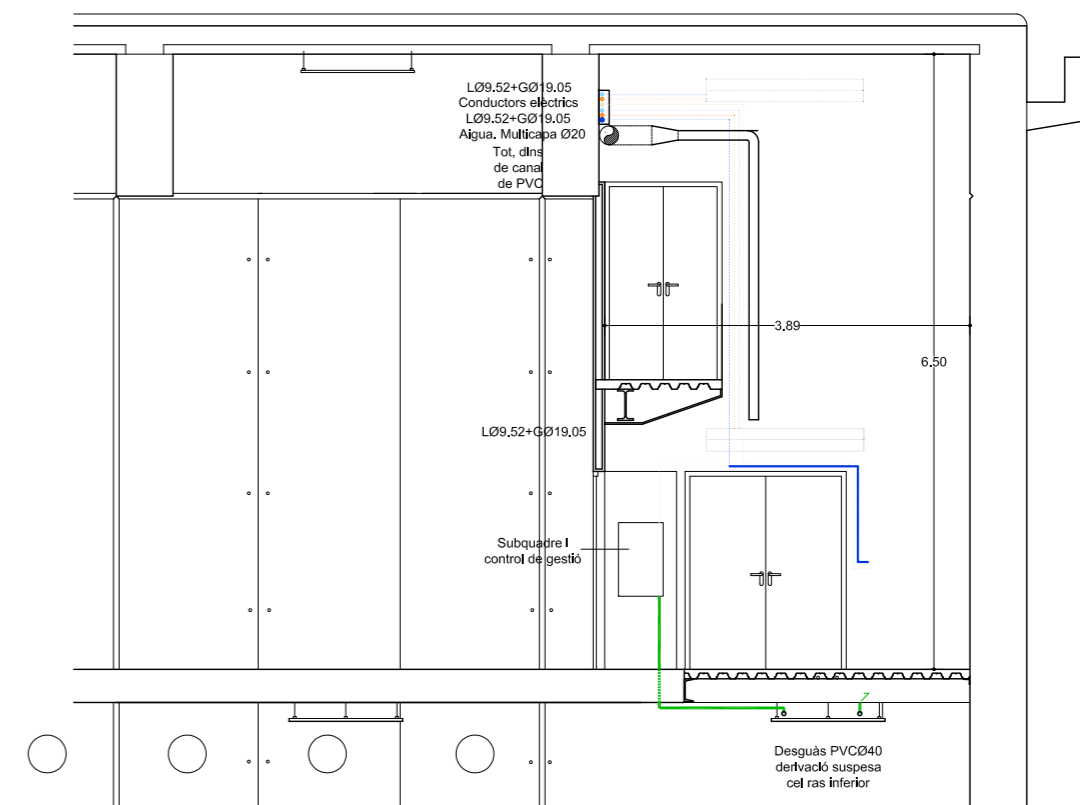 LØ9.52+GØ19.05
Conductors elèctrics
LØ9.52+GØ19.05
Aigua. Multicapa Ø20
Tot, dins
de canal
de PVC
3.89
6.50
LØ9.52+GØ19.05
Subquadre I
control de gestió
Desguàs PVCØ40
derivació suspesa
cel ras inferior